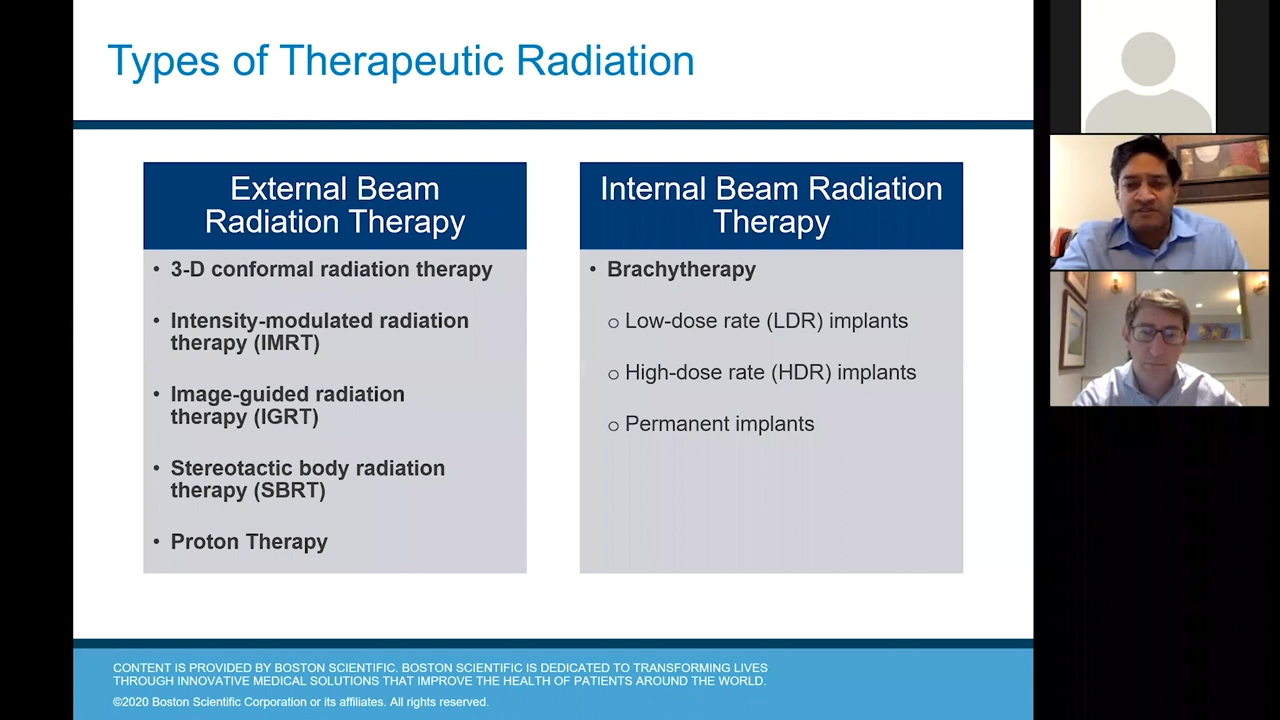 Types of Therapeutic Radiation
External Beam
Radiation Therapy
• 3-D conformal radiation therapy
• Intensity-modulated radiation
therapy (IMRT)
• Image-guided radiation
therapy (IGRT)
• Stereotactic body radiation
therapy (SBRT)
• Proton Therapy
Internal Beam Radiation
Therapy
• Brachytherapy
o Low-dose rate (LDR) implants
o High-dose rate (HDR) implants
o Permanent implants
CONTENT IS PROVIDED BY BOSTON SCIENTIFIC. BOSTON SCIENTIFIC IS DEDICATED TO TRANSFORMING LIVES
THROUGH INNOVATIVE MEDICAL SOLUTIONS THAT IMPROVE THE HEALTH OF PATIENTS AROUND THE WORLD.
©2020 Boston Scientific Corporation or its affiliates. All rights reserved.